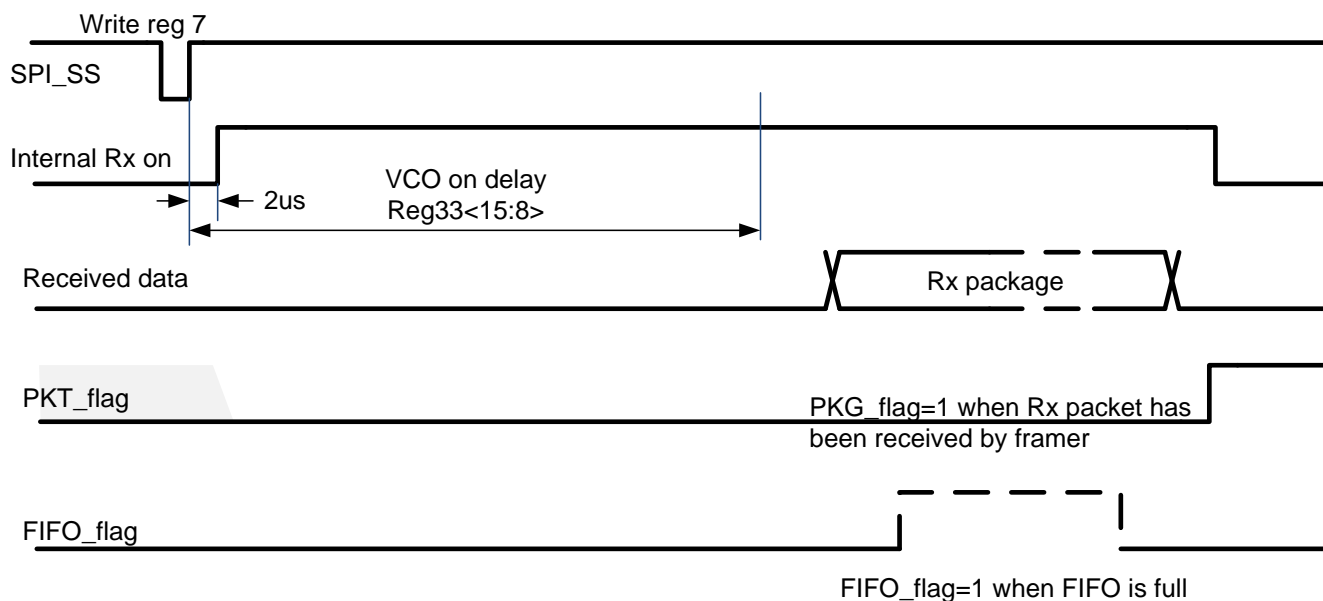 Write reg 7
SPI_SS
Internal Rx on
2us
VCO on delay
Reg33<15:8>
Received data
Rx package
PKT_flag
PKG_flag=1 when Rx packet has
been received by framer
FIFO_flag
FIFO_flag=1 when FIFO is full